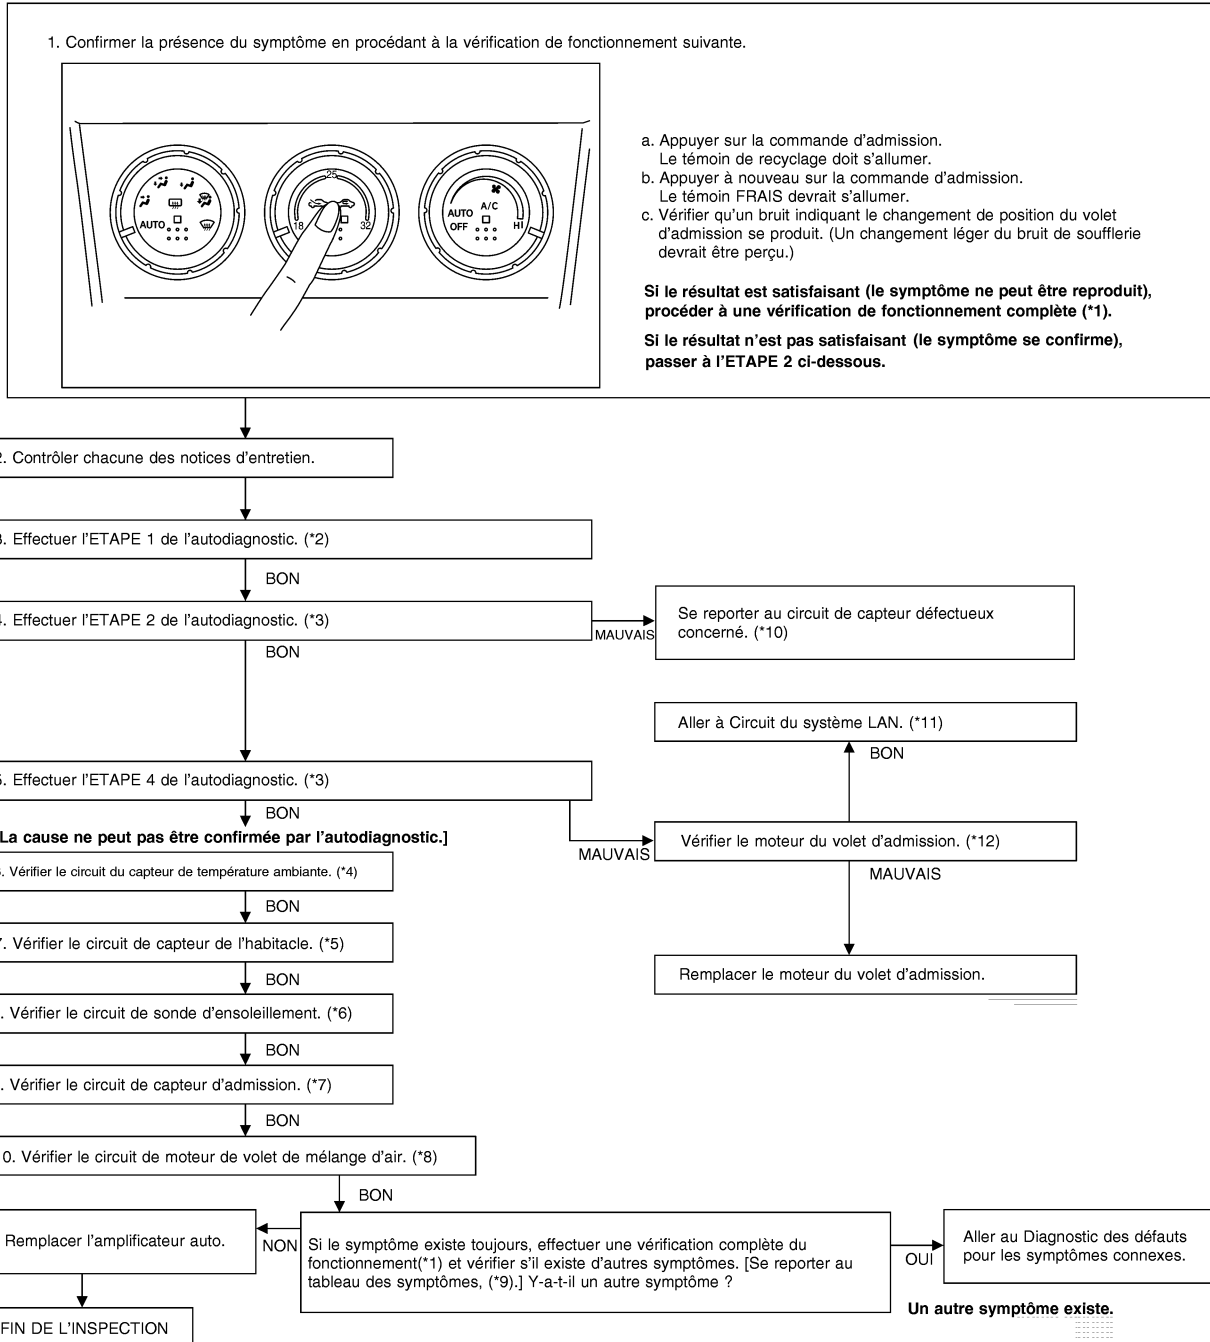 1. Confirmer la présence du symptôme en procédant à la vérification de fonctionnement suivante.
25
18
32
AUTO
AUTO
A/C
OFF
HI
a. Appuyer sur la commande d'admission.
Le témoin de recyclage doit s'allumer.
b. Appuyer à nouveau sur la commande d'admission.
Le témoin FRAIS devrait s'allumer.
c. Vérifier qu'un bruit indiquant le changement de position du volet
d'admission se produit. (Un changement léger du bruit de soufflerie
devrait être perçu.)
Si le résultat est satisfaisant (le symptôme ne peut être reproduit),
procéder à une vérification de fonctionnement complète (*1).
Si le résultat n'est pas satisfaisant (le symptôme se confirme),
passer à l'ETAPE 2 ci-dessous.
2. Contrôler chacune des notices d'entretien.
3. Effectuer l'ETAPE 1 de l'autodiagnostic. (*2)
BON
4. Effectuer l'ETAPE 2 de l'autodiagnostic. (*3)
MAUVAIS
Se reporter au circuit de capteur défectueux
concerné. (*10)
BON
Aller à Circuit du système LAN. (*11)
BON
5. Effectuer l'ETAPE 4 de l'autodiagnostic. (*3)
BON
La cause ne peut pas être confirmée par l'autodiagnostic.]
MAUVAIS
Vérifier le moteur du volet d'admission. (*12)
MAUVAIS
Remplacer le moteur du volet d'admission.
. Vérifier le circuit du capteur de température ambiante. (*4)
BON
7. Vérifier le circuit de capteur de l'habitacle. (*5)
BON
. Vérifier le circuit de sonde d'ensoleillement. (*6)
BON
. Vérifier le circuit de capteur d'admission. (*7)
BON
0. Vérifier le circuit de moteur de volet de mélange d'air. (*8)
BON
Remplacer l'amplificateur auto.
NON
Si le symptôme existe toujours, effectuer une vérification complète du
fonctionnement(*1) et vérifier s'il existe d'autres symptômes. [Se reporter au
tableau des symptômes, (*9).] Y-a-t-il un autre symptôme ?
OUI
Aller au Diagnostic des défauts
pour les symptômes connexes.
Un autre symptôme existe.
FIN DE L'INSPECTION